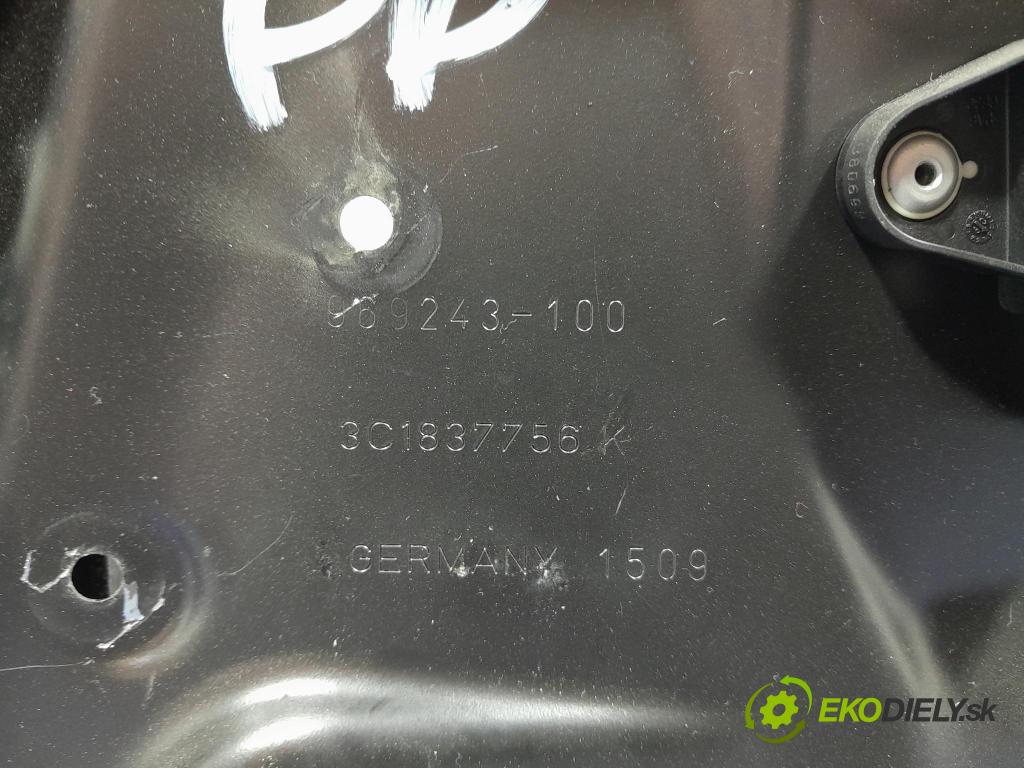 PP
969243-100
3C1837756 K
GERMANY 1509
EKODIELY.sk